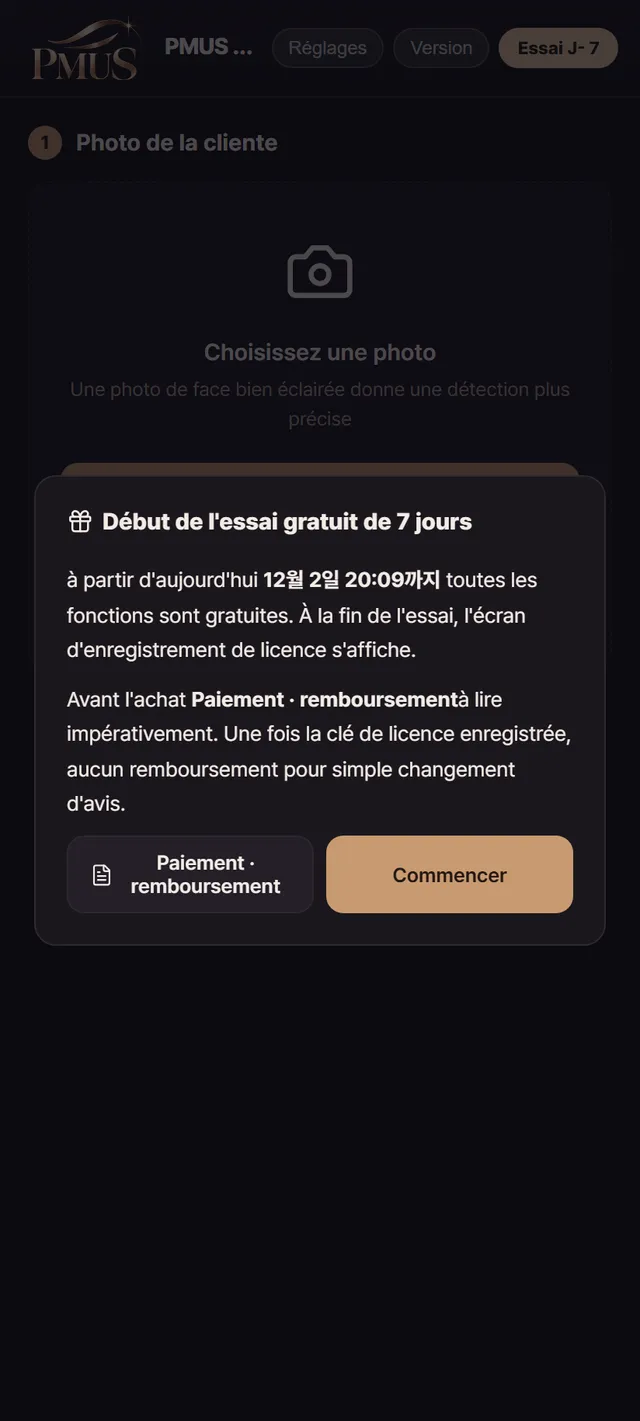 PMUS
PMUS ...
Réglages
Version
Essai J- 7
1
Photo de la cliente
Choisissez une photo
Une photo de face bien éclairée donne une détection plus
précise
Début de l'essai gratuit de 7 jours
à partir d'aujourd'hui 12월 2일 20:09까지 toutes les
fonctions sont gratuites. À la fin de l'essai, l'écran
d'enregistrement de licence s'affiche.
Avant l'achat Paiement · remboursementà lire
impérativement. Une fois la clé de licence enregistrée,
aucun remboursement pour simple changement
d'avis.
Paiement ·
remboursement
Commencer